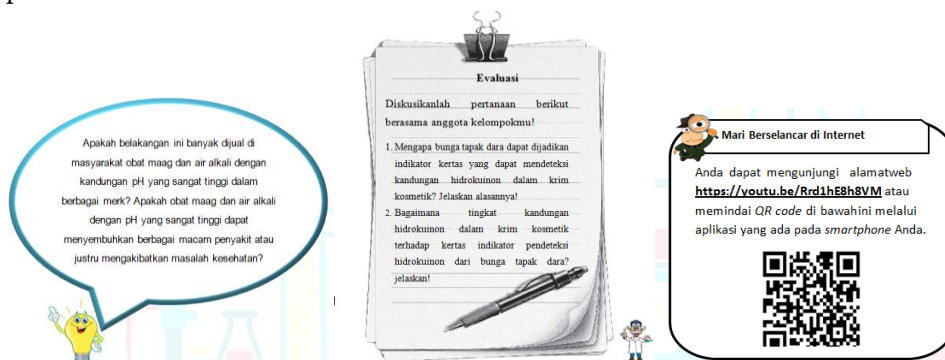 Apakah belakangan ini banyak dijual di
masyarakat obat maag dan air alkali dengan
kandungan pH yang sangat tinggi dalam
berbagai merk? Apakah obat maag dan air alkali
dengan pH yang sangat tinggi dapat
menyembuhkan berbagai macam penyakit atau
justru mengakibatkan masalah kesehatan?
Evaluasi
Diskusikanlah pertanaan berikut
berasama anggota kelompokmu!
1. Mengapa bunga tapak dara dapat dijadikan
indikator kertas yang dapat mendeteksi
kandungan hidrokuinon dalam krim
kosmetik? Jelaskan alasannya!
2. Bagaimana tingkat kandungan
hidrokuinon dalam krim kosmetik
terhadap kertas indikator pendeteksi
hidrokuinon dari bunga tapak dara?
jelaskan!
Mari Berselancar di Internet
Anda dapat mengunjungi alamatweb
https://youtu.be/Rrd1hE8h8VM atau
memindai QR code di bawahini melalui
aplikasi yang ada pada smartphone Anda.